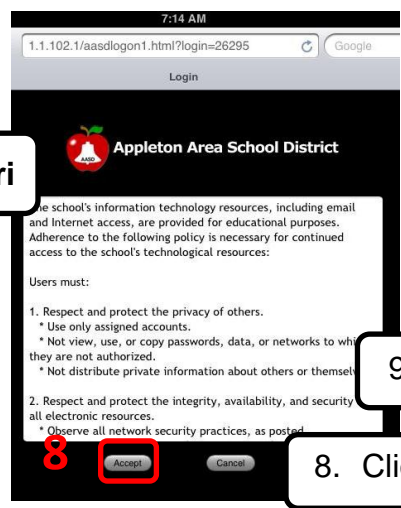 7:14 AM
1.1.102.1/aasdlogon1.html?login=26295
Google
Login
AASD
Appleton Area School District
ri
he school's information technology resources, including email
and Internet access, are provided for educational purposes.
Adherence to the following policy is necessary for continued
access to the school's technological resources:
Users must:
1. Respect and protect the privacy of others.
* Use only assigned accounts.
* Not view, use, or copy passwords, data, or networks to whi
they are not authorized.
* Not distribute private information about others or themsel
9
2. Respect and protect the integrity, availability, and security
all electronic resources.
* Observe all network security practices, as posted
8
Accept
Cancel
8. Clic